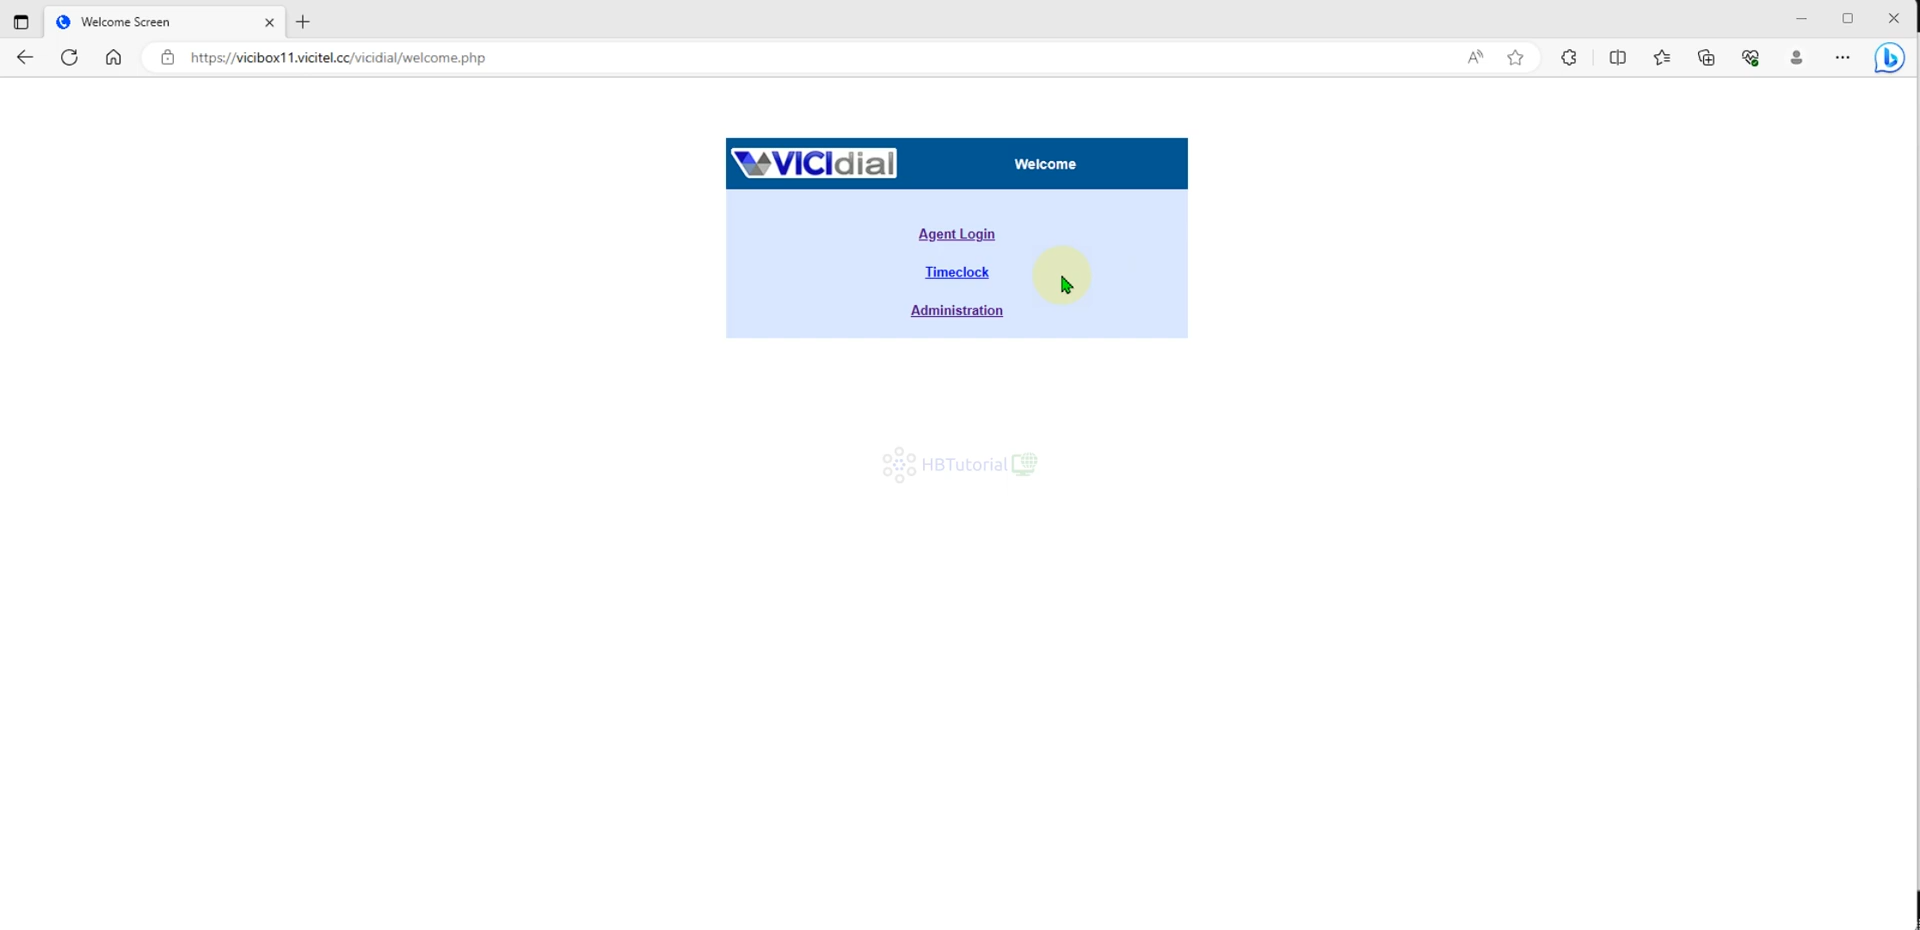 Welcome Screen
https://vicibox11.vicitel.cc/vicidial/welcome.php
VICIdial
Welcome
Agent Login
Timeclock
Administration
HBTutorial